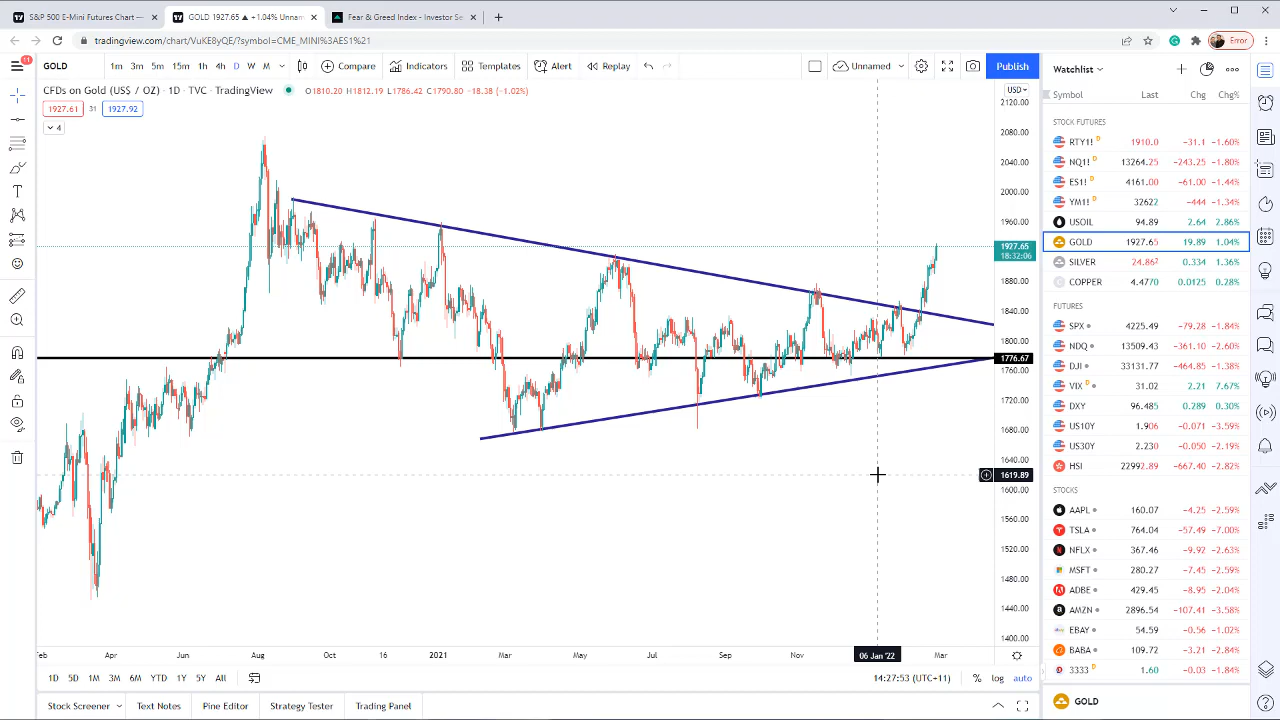 S&P 500 E-Mini Futures Chart —
GOLD 1927.65 ▲ +1.04% Unnam
Fear & Greed Index - Investor Se
tradingview.com/chart/VuKE8yQE/?symbol=CME_MINI%3AES1%21
Error
11
GOLD
1m 3m 5m 15m 1h 4h D W M
Compare
Indicators
Templates
Alert
Replay
Unnamed
Publish
CFDs on Gold (US$ / OZ) · 1D · TVC · TradingView
O1810.20 H1812.19 L1786.42 C1790.80 −18.38 (−1.02%)
1927.61 31 1927.92
4
USD
2120.00
2080.00
2040.00
2000.00
1960.00
1927.65
18:32:06
1880.00
1840.00
1800.00
1776.67
1760.00
1720.00
1680.00
1640.00
1619.89
1600.00
1560.00
1520.00
1480.00
1440.00
1400.00
Feb Apr Jun Aug Oct 16 2021 Mar May Jul Sep Nov 06 Jan '22 Mar
1D 5D 1M 3M 6M YTD 1Y 5Y All
14:27:53 (UTC+11)
% log auto
Stock Screener
Text Notes
Pine Editor
Strategy Tester
Trading Panel
Watchlist
Symbol Last Chg Chg%
STOCK FUTURES
RTY1! D 1910.0 −31.1 −1.60%
NQ1! D 13264.25 −243.25 −1.80%
ES1! D 4161.00 −61.00 −1.44%
YM1! D 32622 −444 −1.34%
USOIL 94.89 2.64 2.86%
GOLD 1927.65 19.89 1.04%
SILVER 24.862 0.334 1.36%
COPPER 4.4770 0.0125 0.28%
FUTURES
SPX 4225.49 −79.28 −1.84%
NDQ 13509.43 −361.10 −2.60%
DJI 33131.77 −464.85 −1.38%
VIX 31.02 2.21 7.67%
DXY 96.485 0.289 0.30%
US10Y 1.906 −0.071 −3.59%
US30Y 2.230 −0.050 −2.19%
HSI 22992.89 −667.40 −2.82%
STOCKS
AAPL 160.07 −4.25 −2.59%
TSLA 764.04 −57.49 −7.00%
NFLX 367.46 −9.92 −2.63%
MSFT 280.27 −7.45 −2.59%
ADBE 429.45 −8.95 −2.04%
AMZN 2896.54 −107.41 −3.58%
EBAY 54.59 −0.56 −1.02%
BABA 109.72 −3.21 −2.84%
3333 D 1.60 −0.03 −1.84%
GOLD